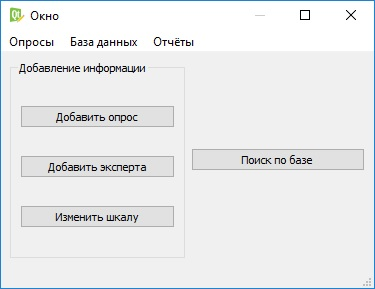 Окно
Опросы База данных Отчёты
Добавление информации
Добавить опрос
Добавить эксперта
Изменить шкалу
Поиск по базе